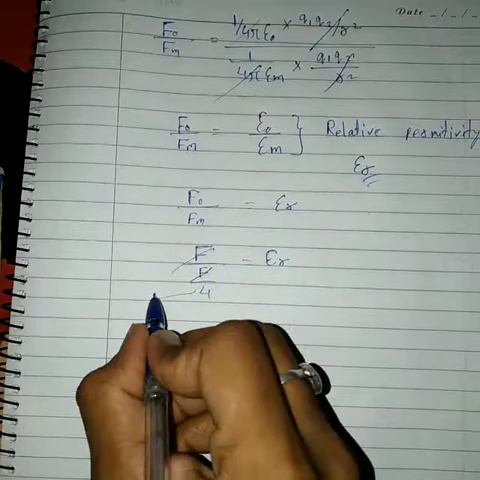 Date _/_/_
F₀/Fm = (1/4πε₀ × q₁q₂/r²) / (1/4πεm × q₁q₂/r²)
F₀/Fm = ε₀/εm } Relative permitivity
εr
F₀/Fm = εr
F/(F/4) = εr